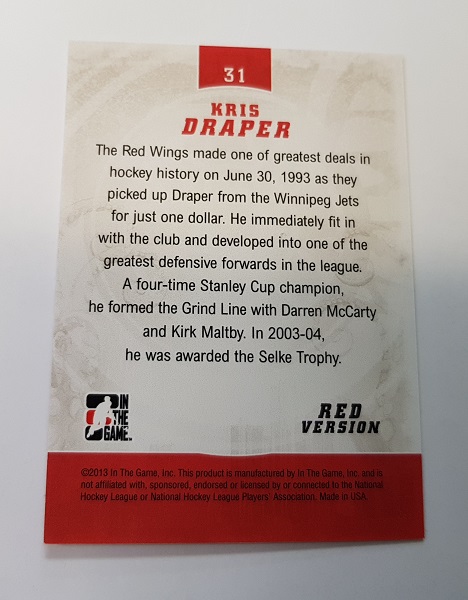 31
KRIS
DRAPER
The Red Wings made one of greatest deals in
hockey history on June 30, 1993 as they
picked up Draper from the Winnipeg Jets
for just one dollar. He immediately fit in
with the club and developed into one of the
greatest defensive forwards in the league.
A four-time Stanley Cup champion,
he formed the Grind Line with Darren McCarty
and Kirk Maltby. In 2003-04,
he was awarded the Selke Trophy.
IN
THE
GAME™
RED
VERSION
©2013 In The Game, Inc. This product is manufactured by In The Game, Inc. and is
not affiliated with, sponsored, endorsed or licensed by or connected to the National
Hockey League or National Hockey League Players' Association. Made in USA.